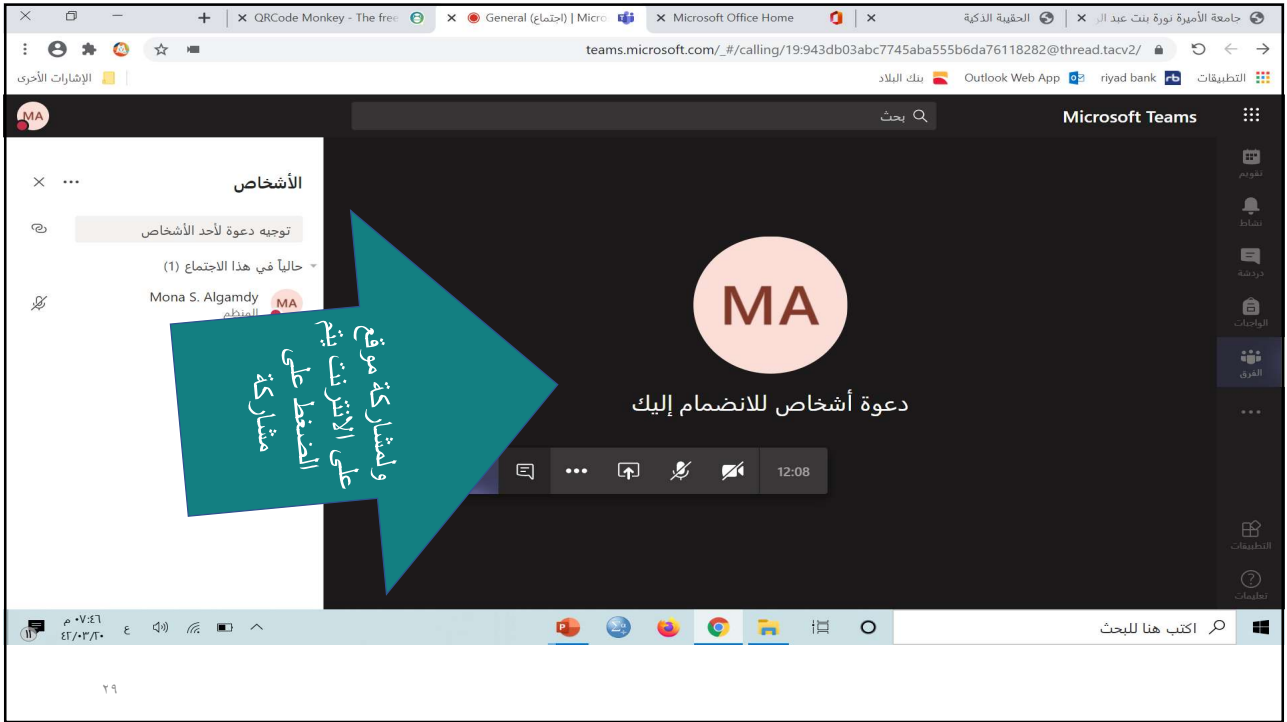 جامعة الأميرة نورة بنت عبد ال
الحقيبة الذكية
Microsoft Office Home
General (اجتماع) | Micro
QRCode Monkey - The free
teams.microsoft.com/_#/calling/19:943db03abc7745aba555b6da76118282@thread.tacv2/
التطبيقات
riyad bank
Outlook Web App
بنك البلاد
الإشارات الأخرى
Microsoft Teams
بحث
MA
تقويم
نشاط
دردشة
الواجبات
الفرق
التطبيقات
تعليمات
MA
دعوة أشخاص للانضمام إليك
12:08
الأشخاص
توجيه دعوة لأحد الأشخاص
حالياً في هذا الاجتماع (1)
MA
Mona S. Algamdy
المنظم
ولمشاركة موقع
على الانترنت يتم
الضغط على
مشاركة
اكتب هنا للبحث
ع
٠٧:٤٦ م
٤٢/٠٣/٢٠
٢٩